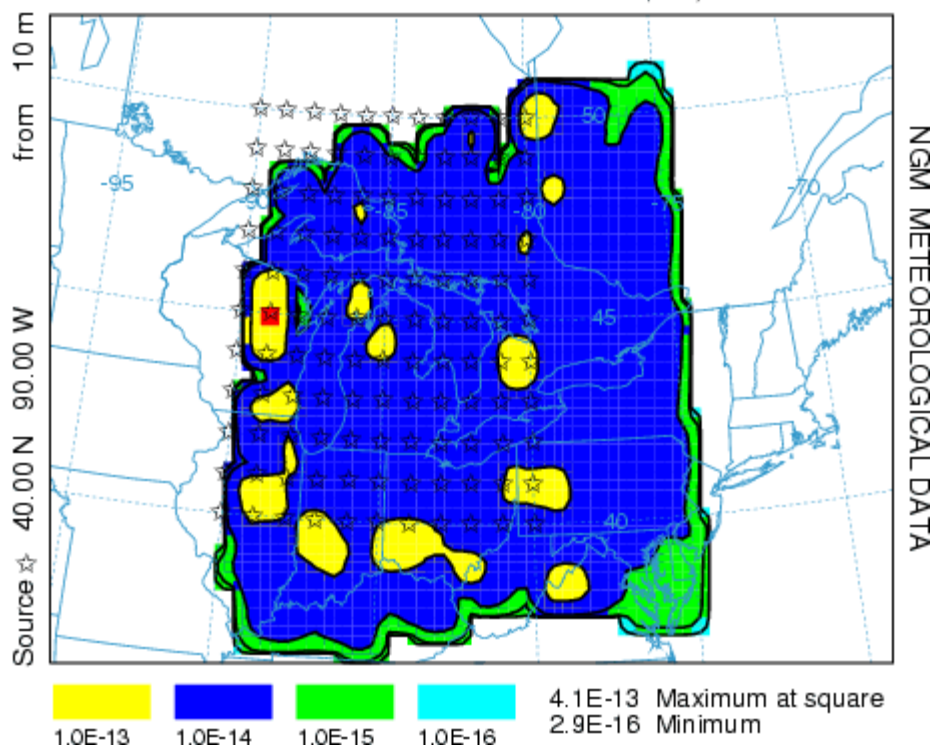 Source ☆ 40.00 N 90.00 W from 10 m
NGM METEOROLOGICAL DATA
50
-95
-90
-85
-80
-70
45
40
1.0E-13 1.0E-14 1.0E-15 1.0E-16
4.1E-13 Maximum at square
2.9E-16 Minimum